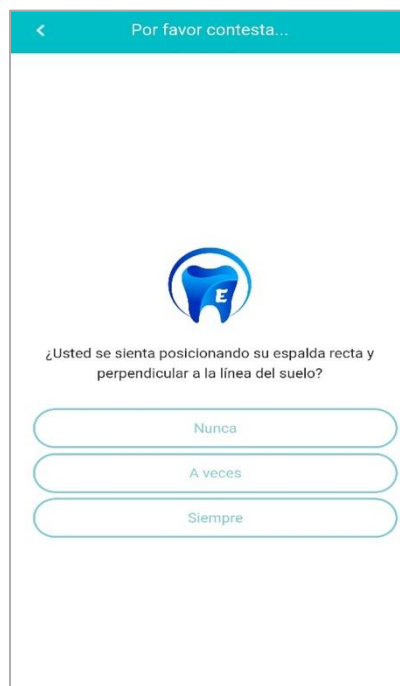 Por favor contesta...
E
¿Usted se sienta posicionando su espalda recta y
perpendicular a la línea del suelo?
Nunca
A veces
Siempre